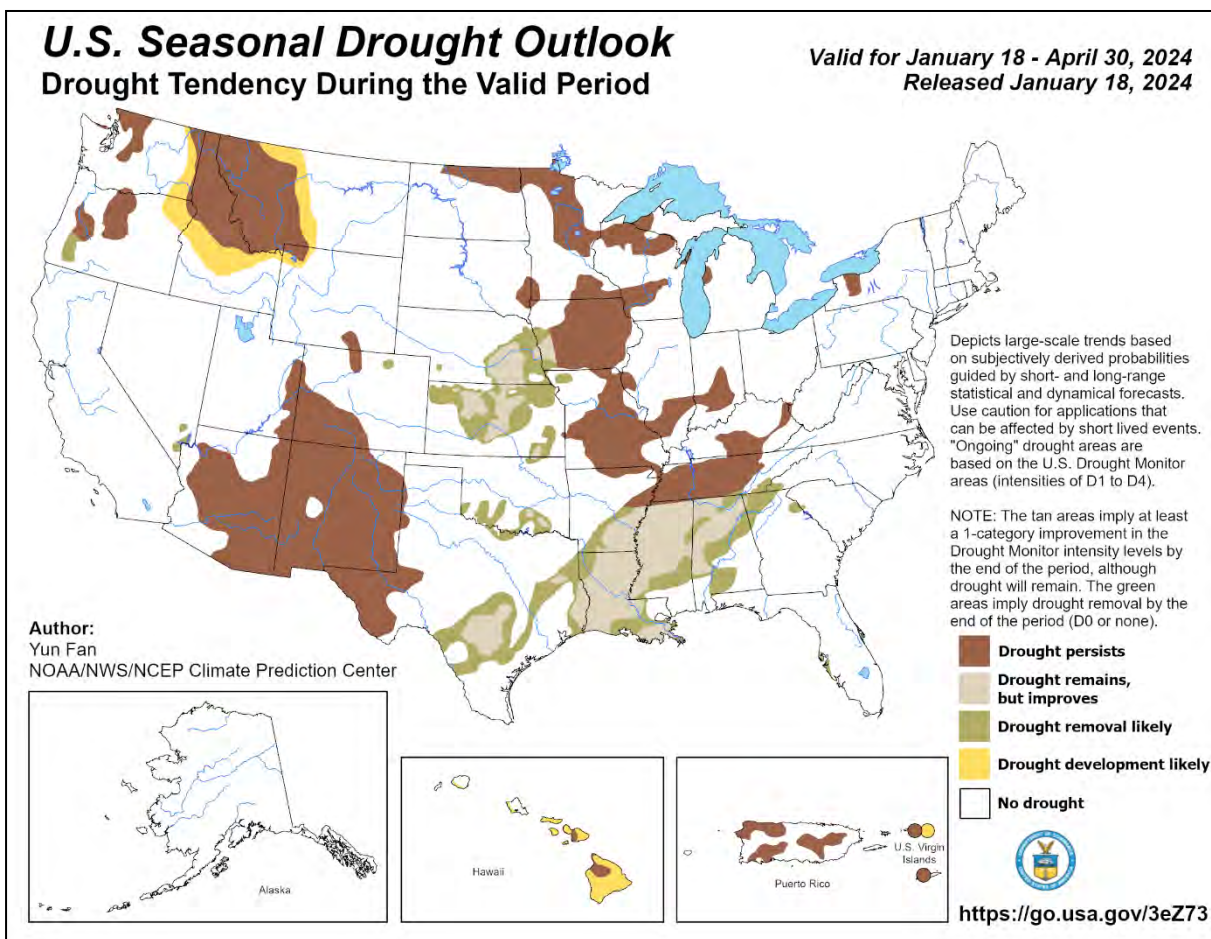 U.S. Seasonal Drought Outlook
Drought Tendency During the Valid Period
Valid for January 18 - April 30, 2024
Released January 18, 2024
Depicts large-scale trends based
on subjectively derived probabilities
guided by short- and long-range
statistical and dynamical forecasts.
Use caution for applications that
can be affected by short lived events.
"Ongoing" drought areas are
based on the U.S. Drought Monitor
areas (intensities of D1 to D4).
NOTE: The tan areas imply at least
a 1-category improvement in the
Drought Monitor intensity levels by
the end of the period, although
drought will remain. The green
areas imply drought removal by the
end of the period (D0 or none).
Author:
Yun Fan
NOAA/NWS/NCEP Climate Prediction Center
Drought persists
Drought remains,
but improves
Drought removal likely
Drought development likely
No drought
Alaska
Hawaii
Puerto Rico
U.S. Virgin
Islands
https://go.usa.gov/3eZ73